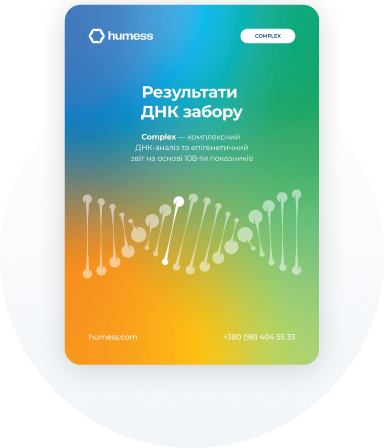 humess
COMPLEX
Результати
ДНК забору
Complex — комплексний
ДНК-аналіз та епігенетичний
звіт на основі 108-ти показників
humess.com
+380 (98) 404 55 33